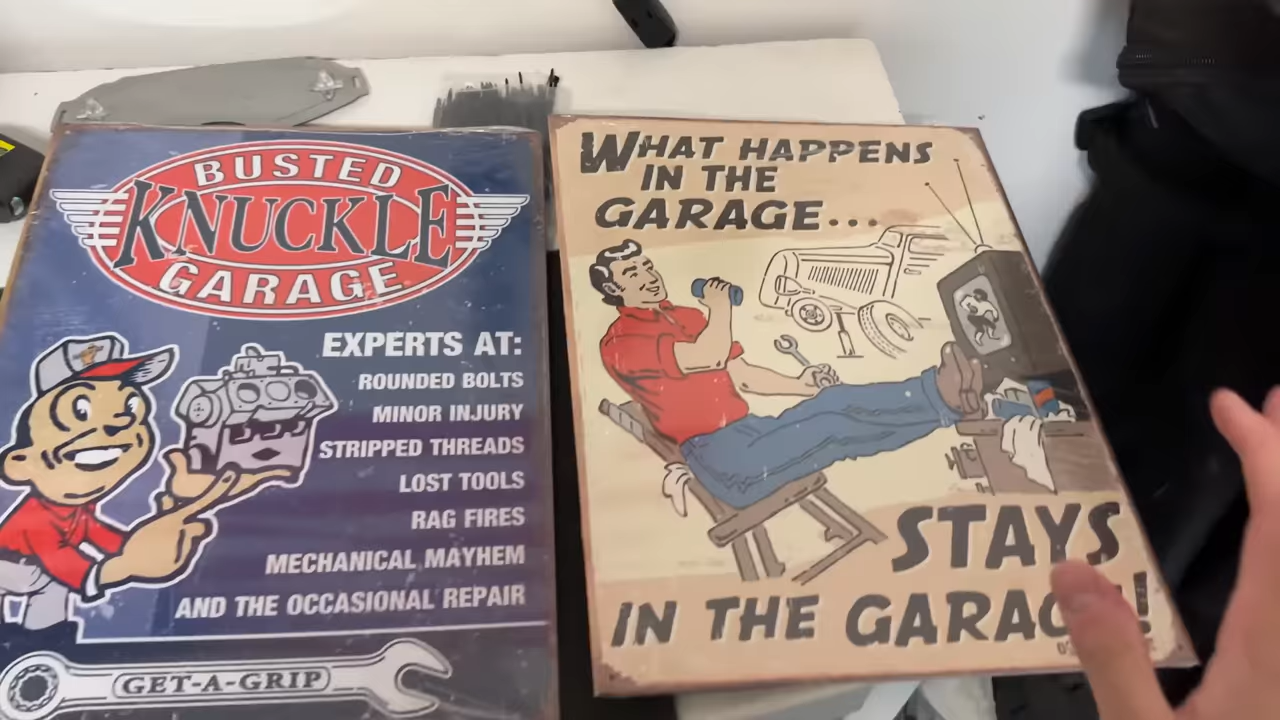 BUSTED
KNUCKLE
GARAGE
EXPERTS AT:
ROUNDED BOLTS
MINOR INJURY
STRIPPED THREADS
LOST TOOLS
RAG FIRES
MECHANICAL MAYHEM
AND THE OCCASIONAL REPAIR
GET-A-GRIP
WHAT HAPPENS
IN THE
GARAGE...
STAYS
IN THE GARAGE!